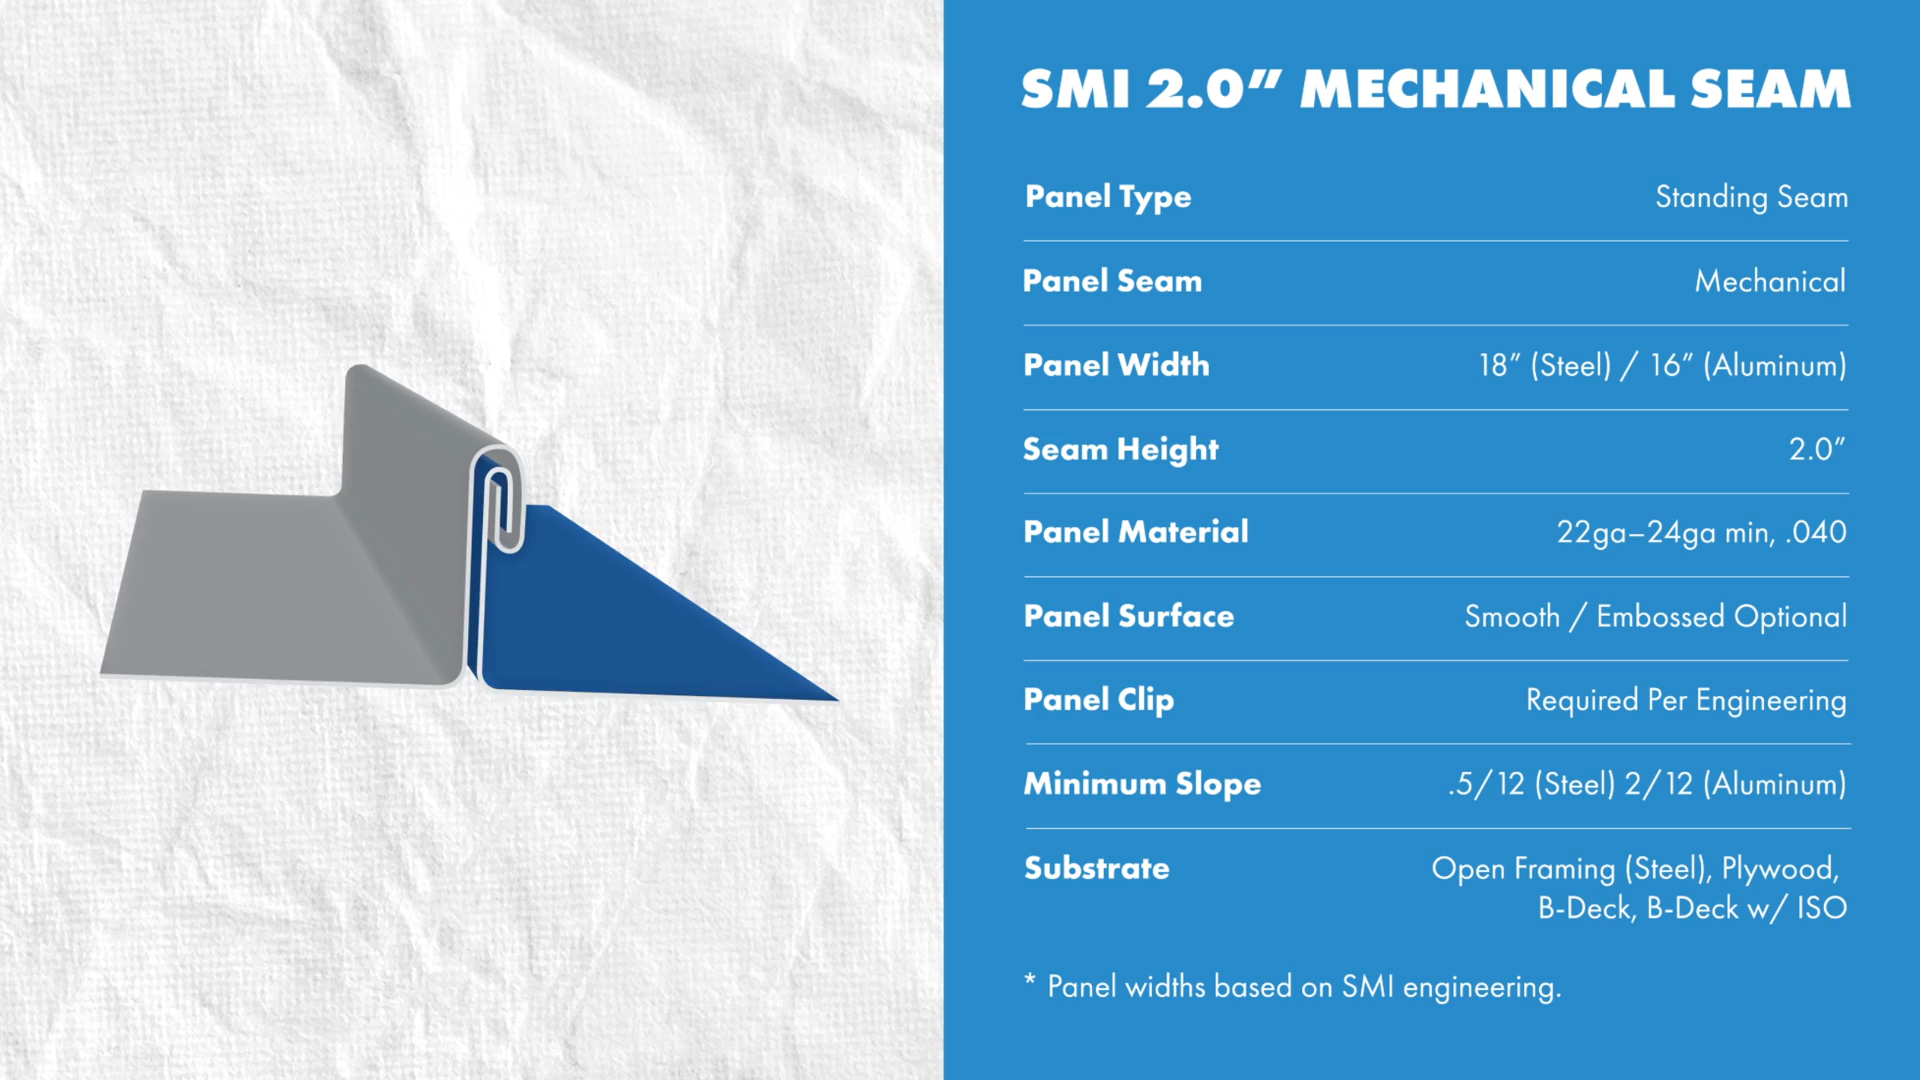 SMI 2.0” MECHANICAL SEAM
Panel Type Standing Seam
Panel Seam Mechanical
Panel Width 18” (Steel) / 16” (Aluminum)
Seam Height 2.0”
Panel Material 22ga–24ga min, .040
Panel Surface Smooth / Embossed Optional
Panel Clip Required Per Engineering
Minimum Slope .5/12 (Steel) 2/12 (Aluminum)
Substrate Open Framing (Steel), Plywood,
B-Deck, B-Deck w/ ISO
* Panel widths based on SMI engineering.